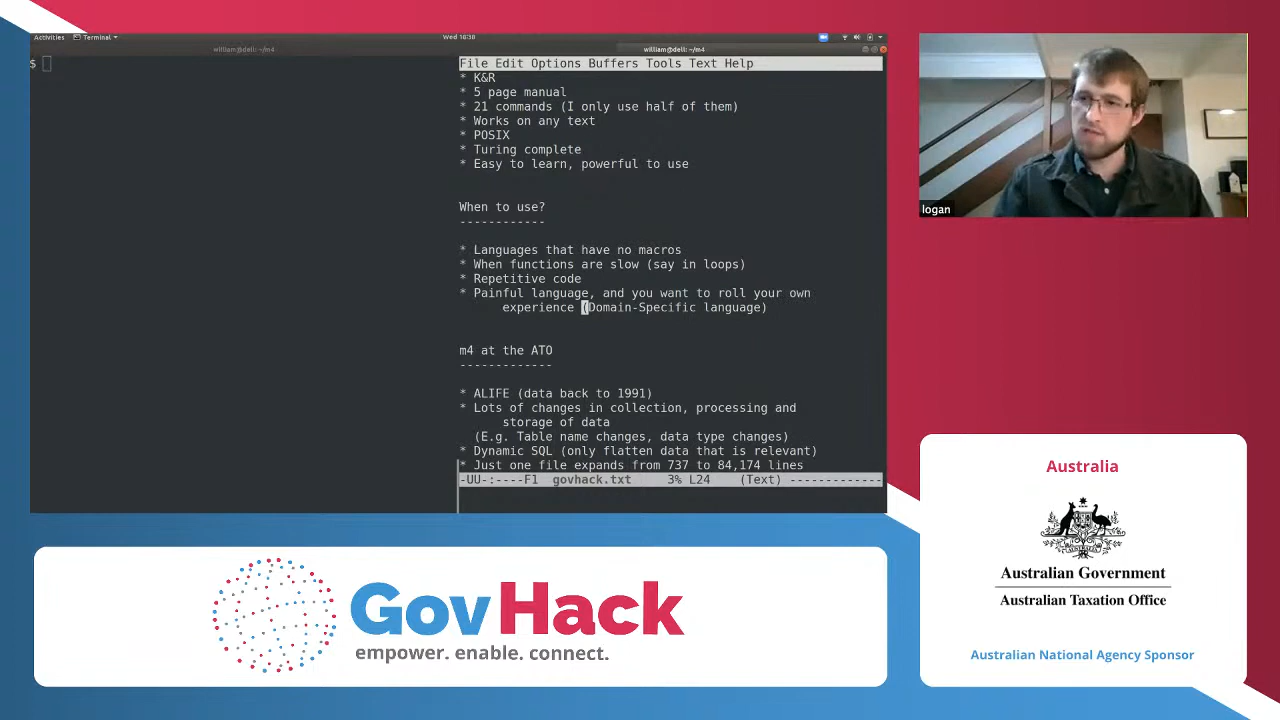 Activities
Terminal
Wed 16:38
william@dell: ~/m4
william@dell: ~/m4
$
File Edit Options Buffers Tools Text Help
* K&R
* 5 page manual
* 21 commands (I only use half of them)
* Works on any text
* POSIX
* Turing complete
* Easy to learn, powerful to use
When to use?
------------
* Languages that have no macros
* When functions are slow (say in loops)
* Repetitive code
* Painful language, and you want to roll your own
experience (Domain-Specific language)
m4 at the ATO
-------------
* ALIFE (data back to 1991)
* Lots of changes in collection, processing and
storage of data
(E.g. Table name changes, data type changes)
* Dynamic SQL (only flatten data that is relevant)
* Just one file expands from 737 to 84,174 lines
-UU-:----F1 govhack.txt 3% L24 (Text) -------------
logan
Australia
Australian Government
Australian Taxation Office
Australian National Agency Sponsor
GovHack
empower. enable. connect.